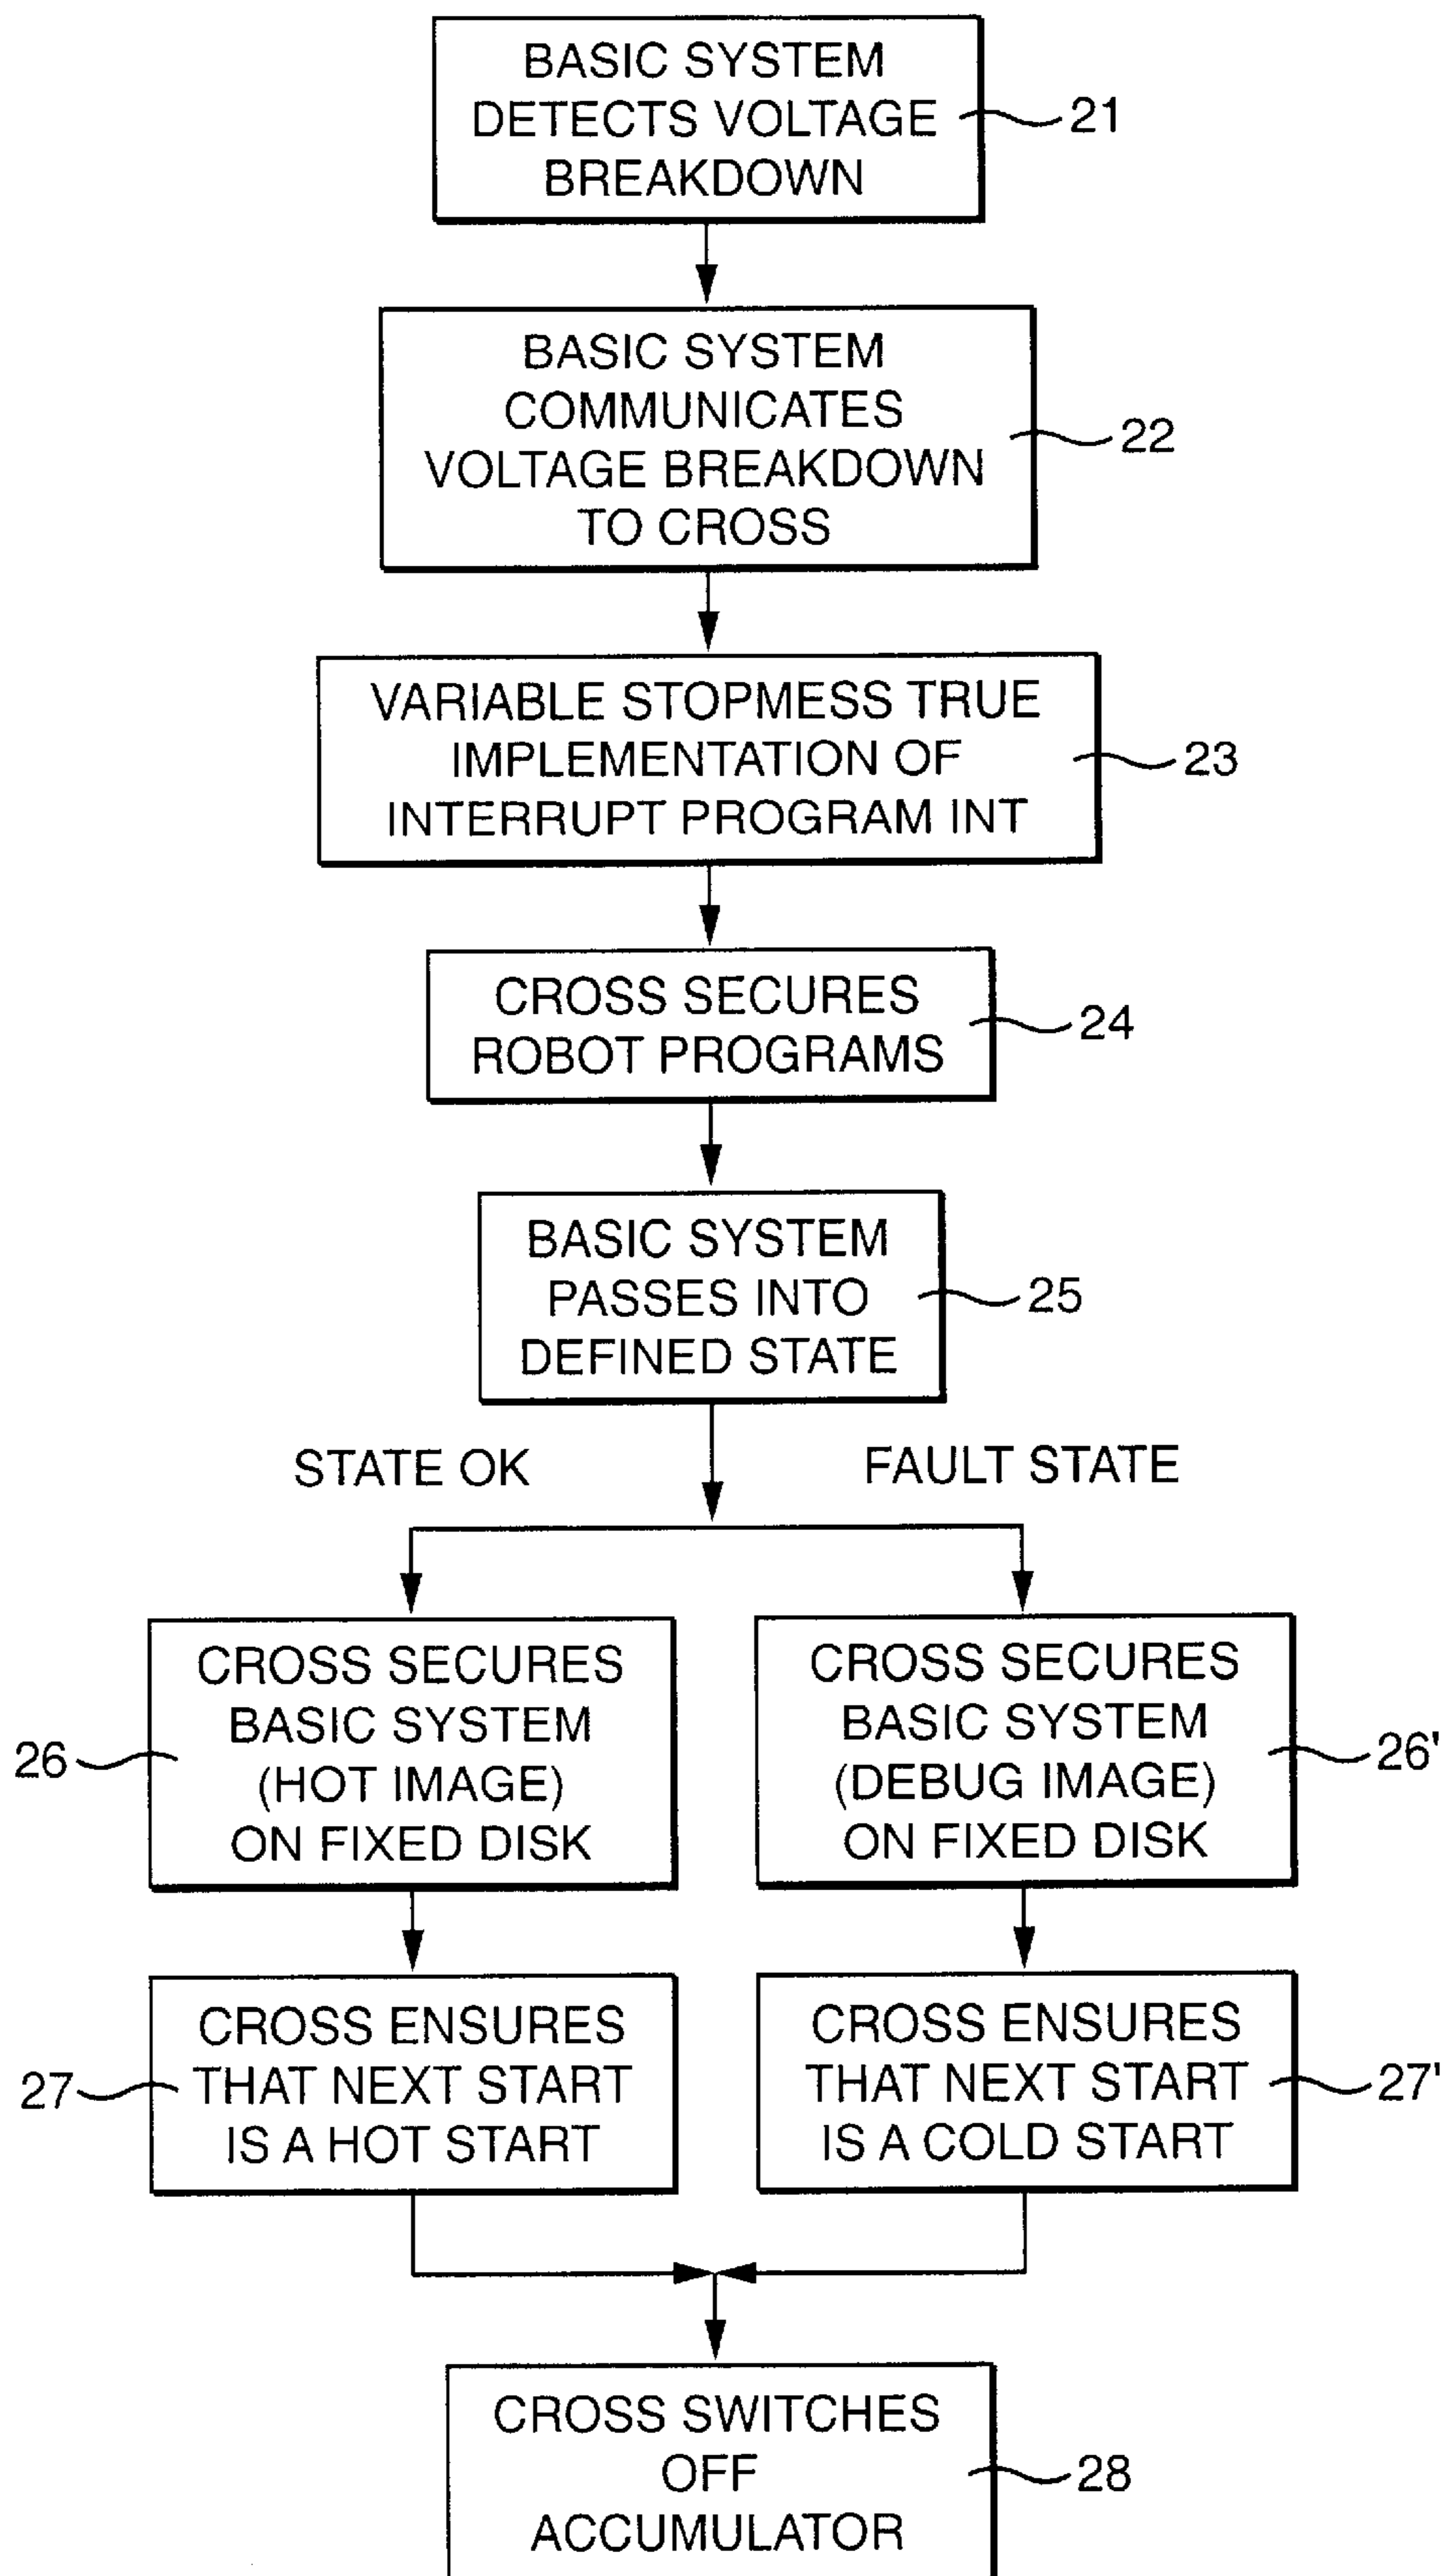 BASIC SYSTEM
DETECTS VOLTAGE
BREAKDOWN
21
BASIC SYSTEM
COMMUNICATES
VOLTAGE BREAKDOWN
TO CROSS
22
VARIABLE STOPMESS TRUE
IMPLEMENTATION OF
INTERRUPT PROGRAM INT
23
CROSS SECURES
ROBOT PROGRAMS
24
BASIC SYSTEM
PASSES INTO
DEFINED STATE
25
STATE OK
FAULT STATE
CROSS SECURES
BASIC SYSTEM
(HOT IMAGE)
ON FIXED DISK
26
CROSS SECURES
BASIC SYSTEM
(DEBUG IMAGE)
ON FIXED DISK
26'
CROSS ENSURES
THAT NEXT START
IS A HOT START
27
CROSS ENSURES
THAT NEXT START
IS A COLD START
27'
CROSS SWITCHES
OFF
ACCUMULATOR
28